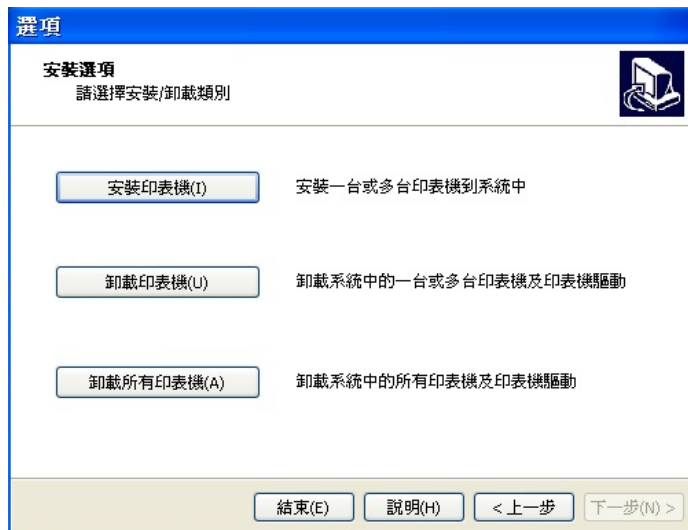 選項
安裝選項
請選擇安裝/卸載類別
安裝印表機(I) 安裝一台或多台印表機到系統中
卸載印表機(U) 卸載系統中的一台或多台印表機及印表機驅動
卸載所有印表機(A) 卸載系統中的所有印表機及印表機驅動
結束(E) 說明(H) <上一步 下一步(N) >